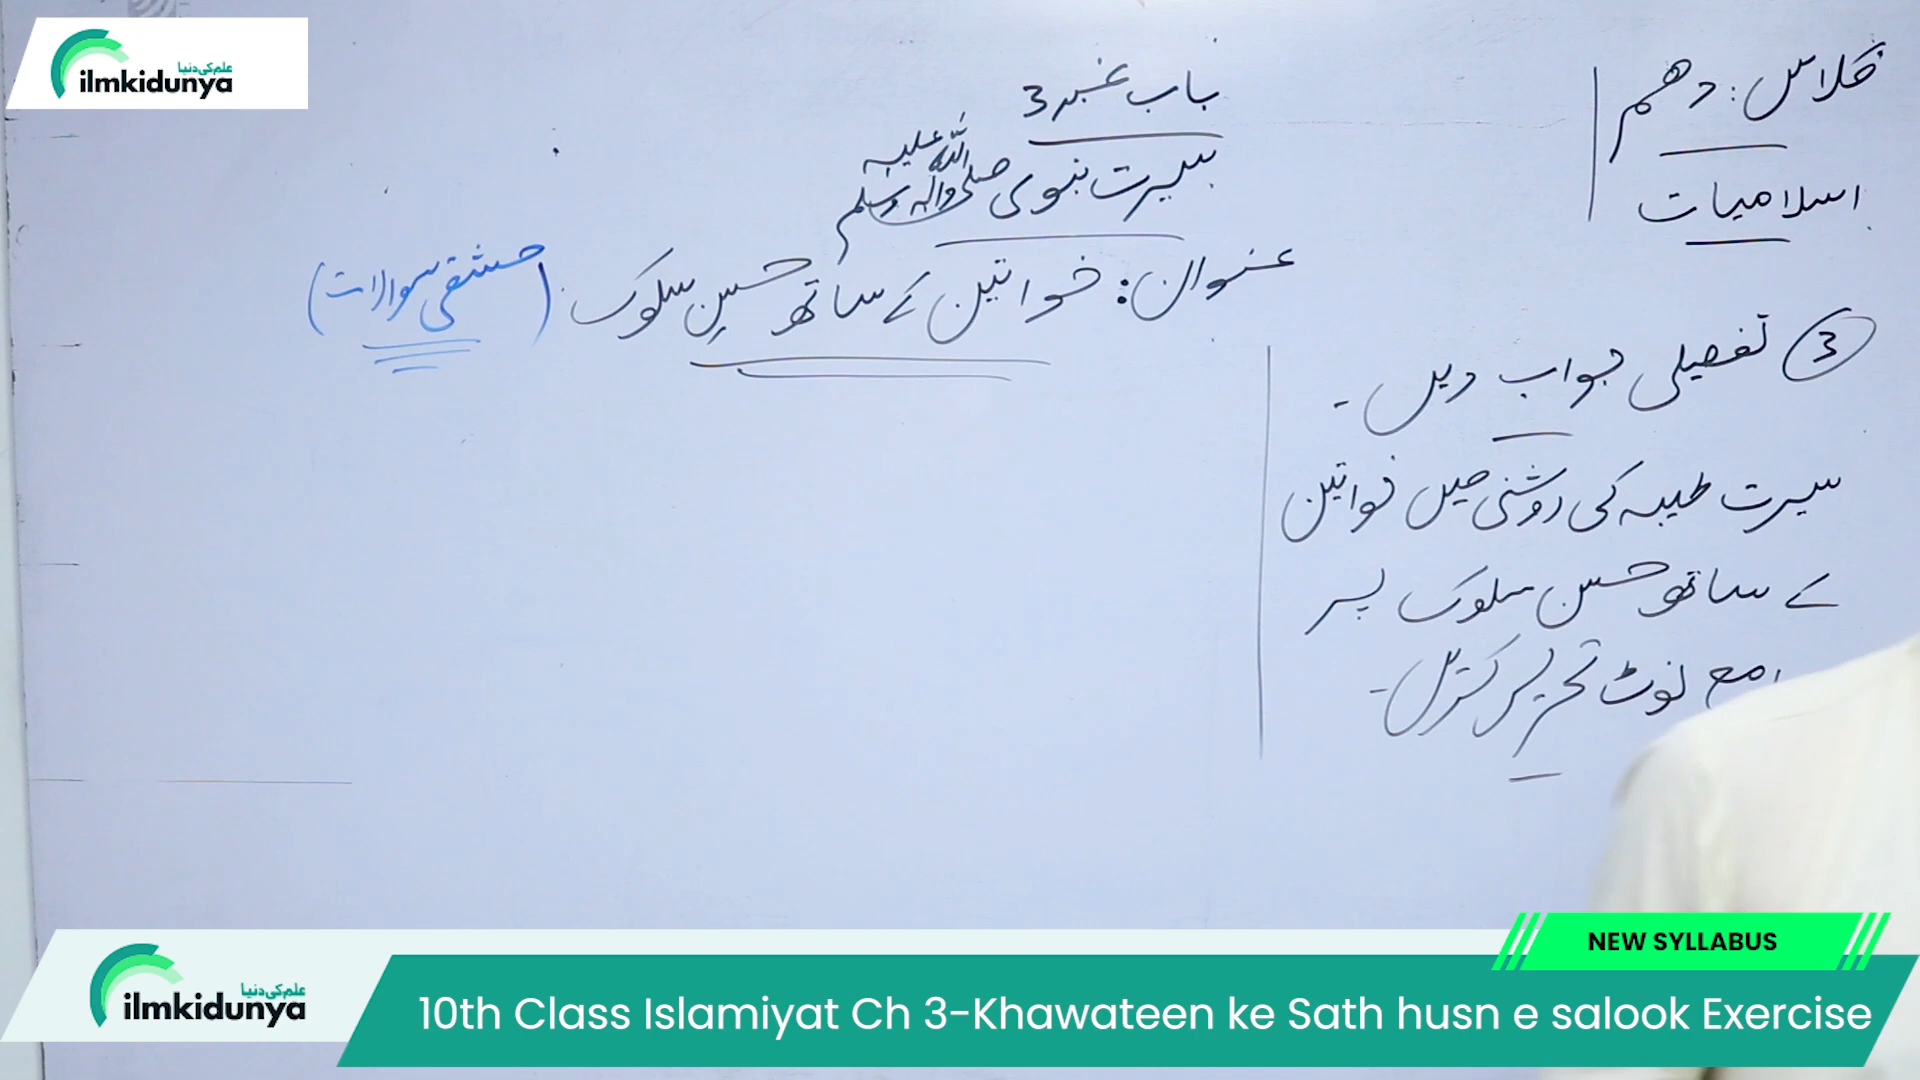 علم کی دنیا
ilmkidunya
کلاس: دهم
اسلامیات
باب نمبر 3
سیرت نبوی صلی اللہ علیہ وآلہ وسلم
عنوان: خواتین کے ساتھ حسنِ سلوک (مشقی سوالات)
3 تفصیلی جواب دیں۔
سیرت طیبہ کی روشنی میں خواتین
کے ساتھ حسن سلوک پر
نوٹ تحریر کریں۔
NEW SYLLABUS
علم کی دنیا
ilmkidunya
10th Class Islamiyat Ch 3-Khawateen ke Sath husn e salook Exercise